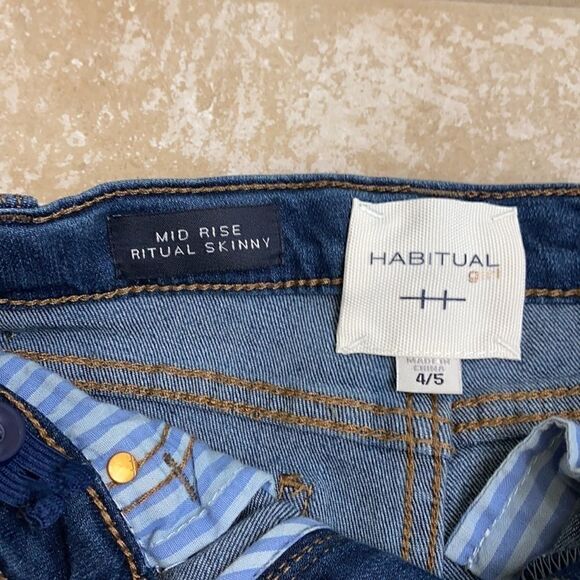 MID RISE
RITUAL SKINNY
HABITUAL
girl
MADE IN
CHINA
4/5